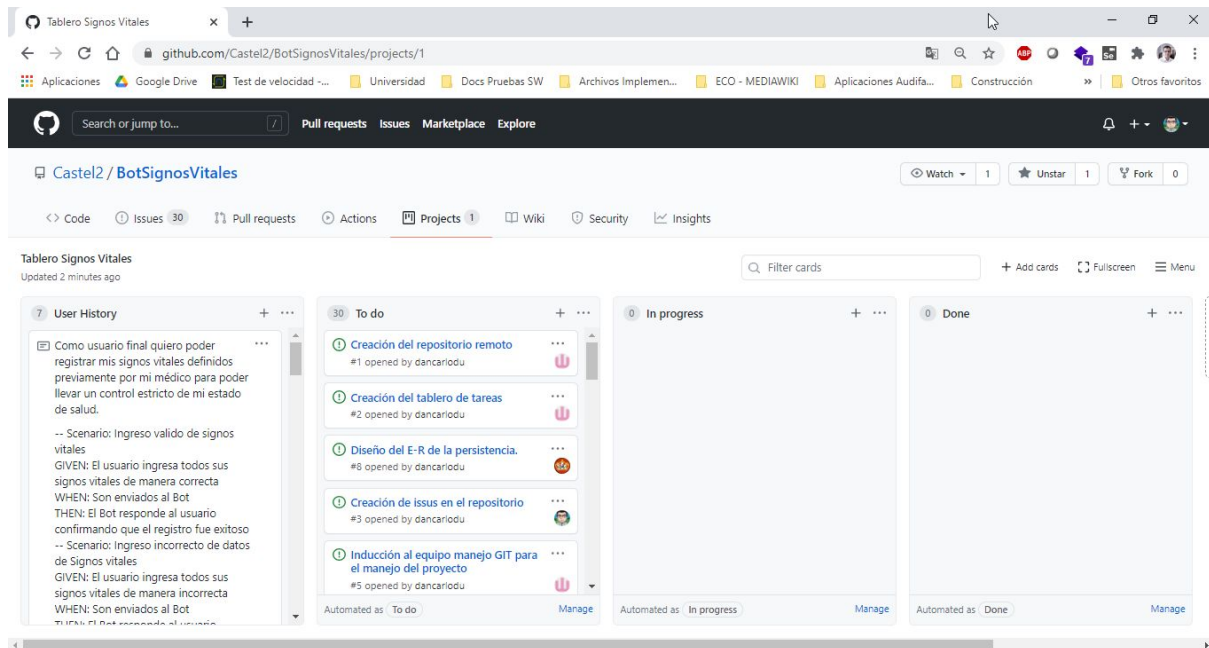 Tablero Signos Vitales
github.com/Castel2/BotSignosVitales/projects/1
ABP
7
Se
Aplicaciones Google Drive Test de velocidad -... Universidad Docs Pruebas SW Archivos Implemen... ECO - MEDIAWIKI Aplicaciones Audifa... Construcción » Otros favoritos
Search or jump to... / Pull requests Issues Marketplace Explore
Castel2 / BotSignosVitales
Watch 1 Unstar 1 Fork 0
Code Issues 30 Pull requests Actions Projects 1 Wiki Security Insights
Tablero Signos Vitales
Updated 2 minutes ago
Filter cards
+ Add cards Fullscreen Menu
7 User History + ...
Como usuario final quiero poder
registrar mis signos vitales definidos
previamente por mi médico para poder
llevar un control estricto de mi estado
de salud.
-- Scenario: Ingreso valido de signos
vitales
GIVEN: El usuario ingresa todos sus
signos vitales de manera correcta
WHEN: Son enviados al Bot
THEN: El Bot responde al usuario
confirmando que el registro fue exitoso
-- Scenario: Ingreso incorrecto de datos
de Signos vitales
GIVEN: El usuario ingresa todos sus
signos vitales de manera incorrecta
WHEN: Son enviados al Bot
THEN: El Bot responde al usuario
30 To do + ...
Creación del repositorio remoto
#1 opened by dancarlodu
Creación del tablero de tareas
#2 opened by dancarlodu
Diseño del E-R de la persistencia.
#8 opened by dancarlodu
Creación de issus en el repositorio
#3 opened by dancarlodu
Inducción al equipo manejo GIT para
el manejo del proyecto
#5 opened by dancarlodu
Automated as To do Manage
0 In progress + ...
Automated as In progress Manage
0 Done + ...
Automated as Done Manage